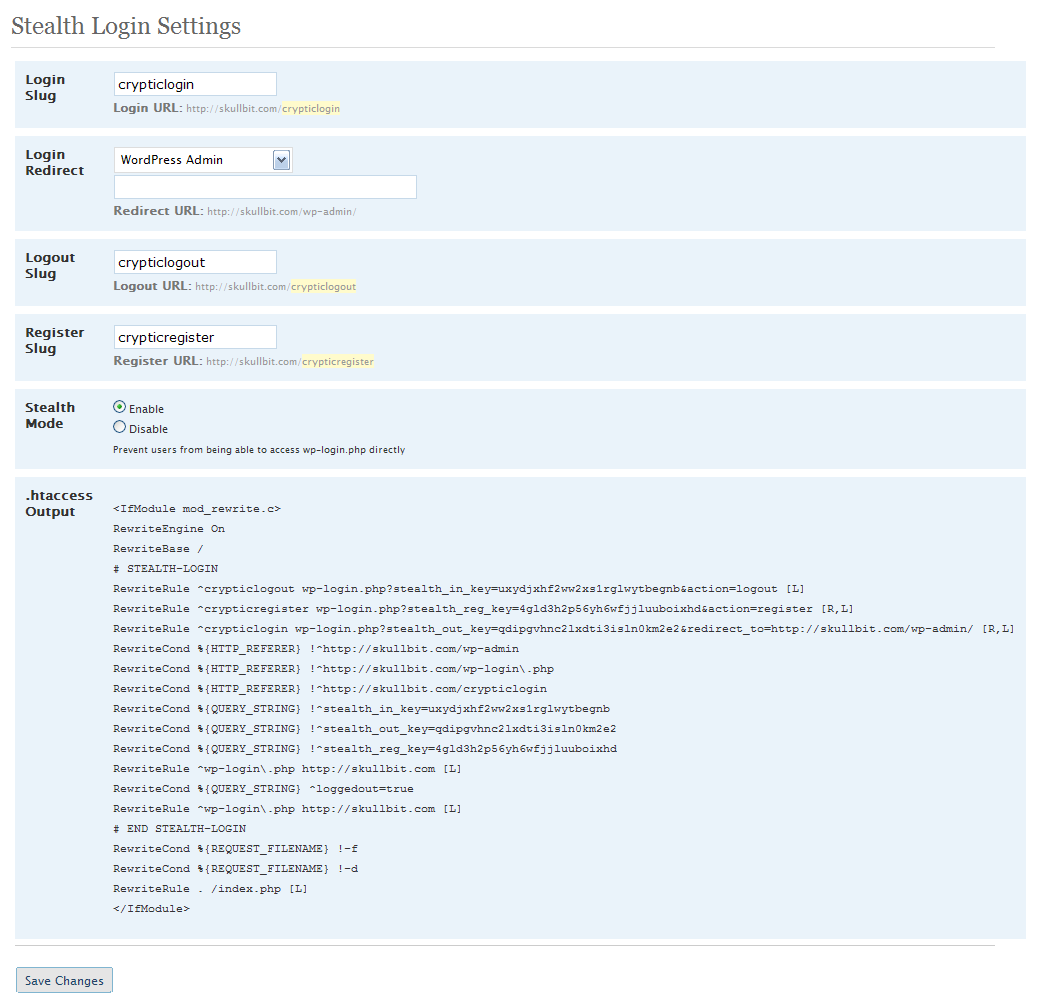 Stealth Login Settings
Login
Slug
crypticlogin
Login URL: http://skullbit.com/crypticlogin
Login
Redirect
WordPress Admin
Redirect URL: http://skullbit.com/wp-admin/
Logout
Slug
crypticlogout
Logout URL: http://skullbit.com/crypticlogout
Register
Slug
crypticregister
Register URL: http://skullbit.com/crypticregister
Stealth
Mode
Enable
Disable
Prevent users from being able to access wp-login.php directly
.htaccess
Output
<IfModule mod_rewrite.c>
RewriteEngine On
RewriteBase /
# STEALTH-LOGIN
RewriteRule ^crypticlogout wp-login.php?stealth_in_key=uxydjxhf2ww2xs1rglwytbegnb&action=logout [L]
RewriteRule ^crypticregister wp-login.php?stealth_reg_key=4gld3h2p56yh6wfjjluuboixhd&action=register [R,L]
RewriteRule ^crypticlogin wp-login.php?stealth_out_key=qdipgvhnc2lxdti3isln0km2e2&redirect_to=http://skullbit.com/wp-admin/ [R,L]
RewriteCond %{HTTP_REFERER} !^http://skullbit.com/wp-admin
RewriteCond %{HTTP_REFERER} !^http://skullbit.com/wp-login\.php
RewriteCond %{HTTP_REFERER} !^http://skullbit.com/crypticlogin
RewriteCond %{QUERY_STRING} !^stealth_in_key=uxydjxhf2ww2xs1rglwytbegnb
RewriteCond %{QUERY_STRING} !^stealth_out_key=qdipgvhnc2lxdti3isln0km2e2
RewriteCond %{QUERY_STRING} !^stealth_reg_key=4gld3h2p56yh6wfjjluuboixhd
RewriteRule ^wp-login\.php http://skullbit.com [L]
RewriteCond %{QUERY_STRING} ^loggedout=true
RewriteRule ^wp-login\.php http://skullbit.com [L]
# END STEALTH-LOGIN
RewriteCond %{REQUEST_FILENAME} !-f
RewriteCond %{REQUEST_FILENAME} !-d
RewriteRule . /index.php [L]
</IfModule>
Save Changes